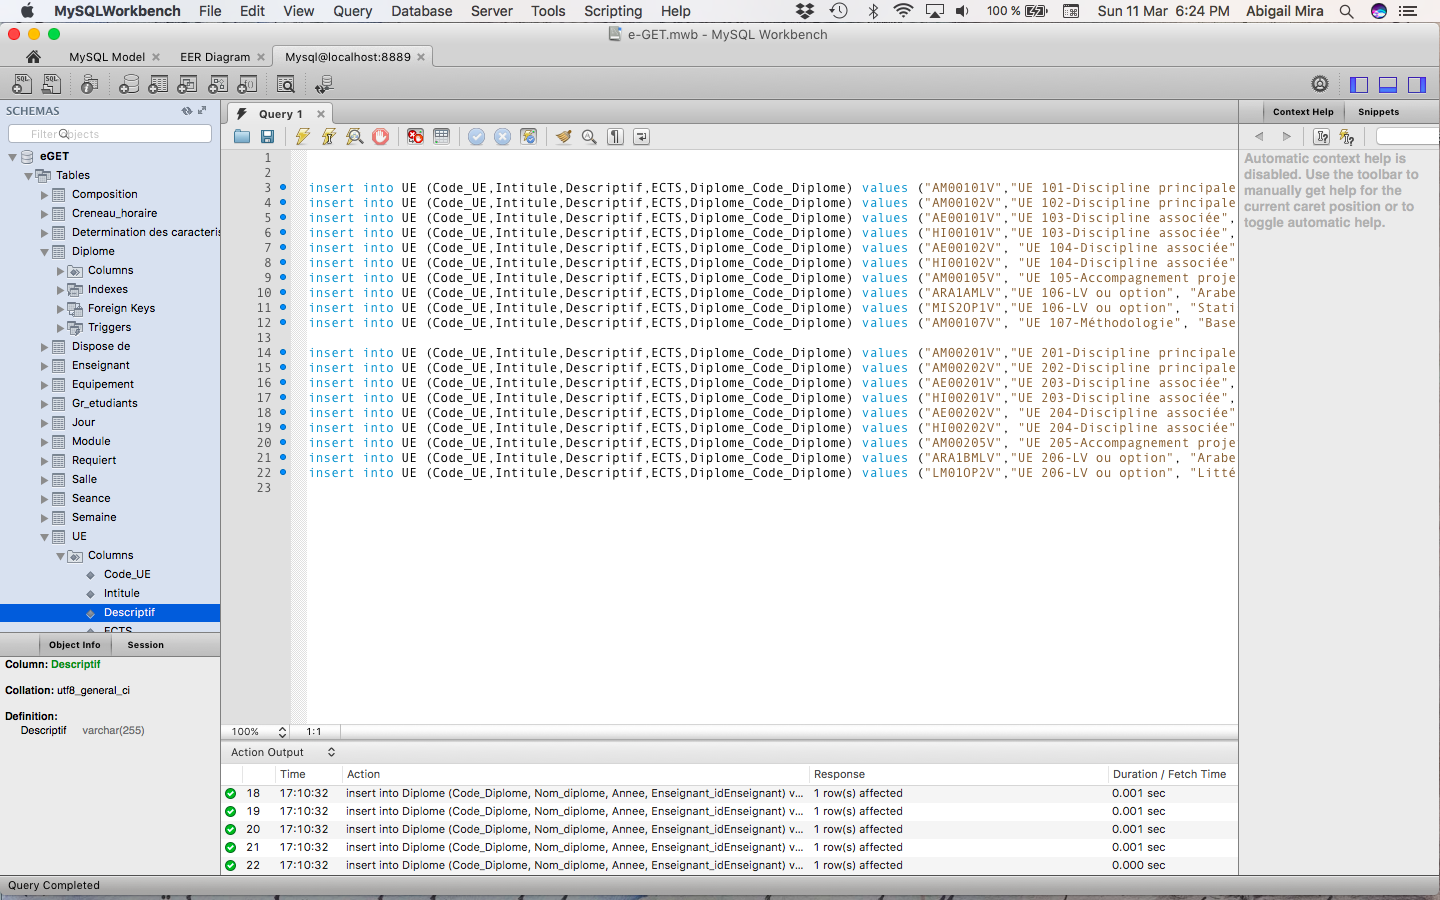 MySQLWorkbench File Edit View Query Database Server Tools Scripting Help 100 % Sun 11 Mar 6:24 PM Abigail Mira
e-GET.mwb - MySQL Workbench
MySQL Model EER Diagram Mysql@localhost:8889
SCHEMAS
Filter objects
eGET
Tables
Composition
Creneau_horaire
Determination des caracteris
Diplome
Columns
Indexes
Foreign Keys
Triggers
Dispose de
Enseignant
Equipement
Gr_etudiants
Jour
Module
Requiert
Salle
Seance
Semaine
UE
Columns
Code_UE
Intitule
Descriptif
ECTS
Object Info Session
Column: Descriptif
Collation: utf8_general_ci
Definition:
Descriptif varchar(255)
Query 1
1
2
3 insert into UE (Code_UE,Intitule,Descriptif,ECTS,Diplome_Code_Diplome) values ("AM00101V","UE 101-Discipline principale
4 insert into UE (Code_UE,Intitule,Descriptif,ECTS,Diplome_Code_Diplome) values ("AM00102V","UE 102-Discipline principale
5 insert into UE (Code_UE,Intitule,Descriptif,ECTS,Diplome_Code_Diplome) values ("AE00101V","UE 103-Discipline associée",
6 insert into UE (Code_UE,Intitule,Descriptif,ECTS,Diplome_Code_Diplome) values ("HI00101V","UE 103-Discipline associée",
7 insert into UE (Code_UE,Intitule,Descriptif,ECTS,Diplome_Code_Diplome) values ("AE00102V", "UE 104-Discipline associée"
8 insert into UE (Code_UE,Intitule,Descriptif,ECTS,Diplome_Code_Diplome) values ("HI00102V", "UE 104-Discipline associée"
9 insert into UE (Code_UE,Intitule,Descriptif,ECTS,Diplome_Code_Diplome) values ("AM00105V", "UE 105-Accompagnement proje
10 insert into UE (Code_UE,Intitule,Descriptif,ECTS,Diplome_Code_Diplome) values ("ARA1AMLV","UE 106-LV ou option", "Arabe
11 insert into UE (Code_UE,Intitule,Descriptif,ECTS,Diplome_Code_Diplome) values ("MIS2OP1V","UE 106-LV ou option", "Stati
12 insert into UE (Code_UE,Intitule,Descriptif,ECTS,Diplome_Code_Diplome) values ("AM00107V", "UE 107-Méthodologie", "Base
13
14 insert into UE (Code_UE,Intitule,Descriptif,ECTS,Diplome_Code_Diplome) values ("AM00201V","UE 201-Discipline principale
15 insert into UE (Code_UE,Intitule,Descriptif,ECTS,Diplome_Code_Diplome) values ("AM00202V","UE 202-Discipline principale
16 insert into UE (Code_UE,Intitule,Descriptif,ECTS,Diplome_Code_Diplome) values ("AE00201V","UE 203-Discipline associée",
17 insert into UE (Code_UE,Intitule,Descriptif,ECTS,Diplome_Code_Diplome) values ("HI00201V","UE 203-Discipline associée",
18 insert into UE (Code_UE,Intitule,Descriptif,ECTS,Diplome_Code_Diplome) values ("AE00202V", "UE 204-Discipline associée"
19 insert into UE (Code_UE,Intitule,Descriptif,ECTS,Diplome_Code_Diplome) values ("HI00202V", "UE 204-Discipline associée"
20 insert into UE (Code_UE,Intitule,Descriptif,ECTS,Diplome_Code_Diplome) values ("AM00205V", "UE 205-Accompagnement proje
21 insert into UE (Code_UE,Intitule,Descriptif,ECTS,Diplome_Code_Diplome) values ("ARA1BMLV","UE 206-LV ou option", "Arabe
22 insert into UE (Code_UE,Intitule,Descriptif,ECTS,Diplome_Code_Diplome) values ("LM01OP2V","UE 206-LV ou option", "Litté
23
100% 1:1
Action Output
Time Action Response Duration / Fetch Time
18 17:10:32 insert into Diplome (Code_Diplome, Nom_diplome, Annee, Enseignant_idEnseignant) v... 1 row(s) affected 0.001 sec
19 17:10:32 insert into Diplome (Code_Diplome, Nom_diplome, Annee, Enseignant_idEnseignant) v... 1 row(s) affected 0.001 sec
20 17:10:32 insert into Diplome (Code_Diplome, Nom_diplome, Annee, Enseignant_idEnseignant) v... 1 row(s) affected 0.001 sec
21 17:10:32 insert into Diplome (Code_Diplome, Nom_diplome, Annee, Enseignant_idEnseignant) v... 1 row(s) affected 0.001 sec
22 17:10:32 insert into Diplome (Code_Diplome, Nom_diplome, Annee, Enseignant_idEnseignant) v... 1 row(s) affected 0.000 sec
Context Help Snippets
Automatic context help is
disabled. Use the toolbar to
manually get help for the
current caret position or to
toggle automatic help.
Query Completed